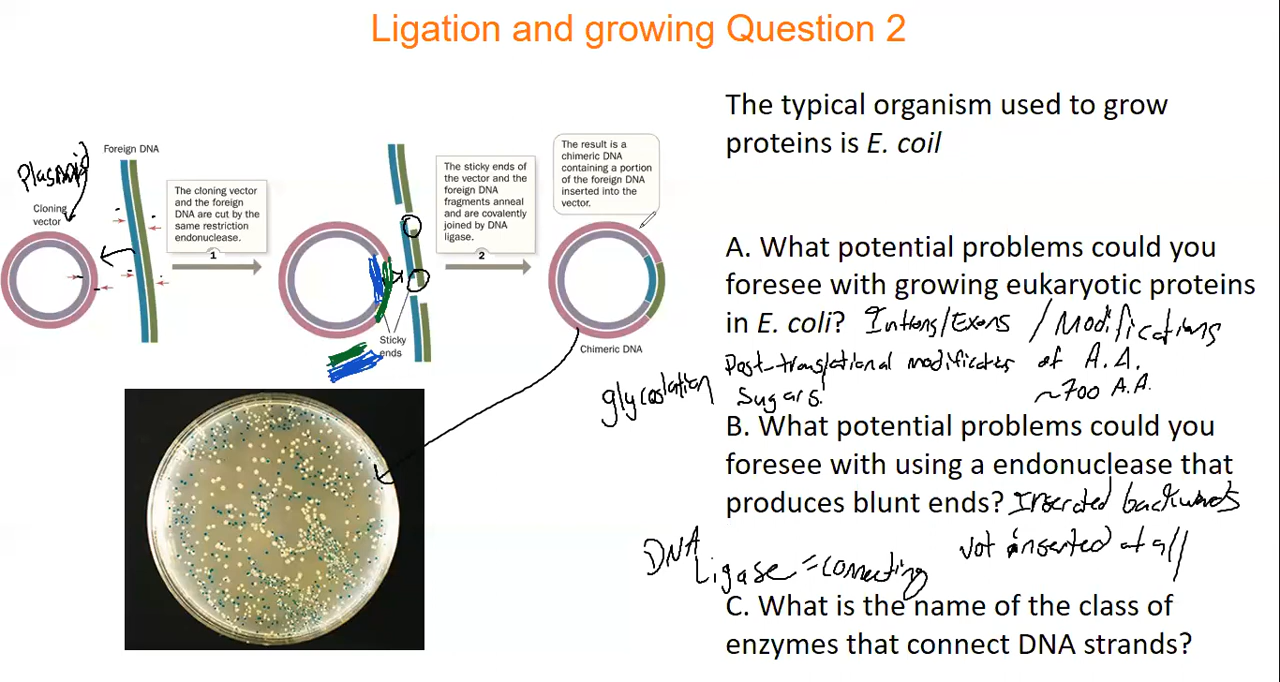 Ligation and growing Question 2
The typical organism used to grow
proteins is E. coil
Foreign DNA
Plasmid
Cloning
vector
The cloning vector
and the foreign
DNA are cut by the
same restriction
endonuclease.
1
The sticky ends of
the vector and the
foreign DNA
fragments anneal
and are covalently
joined by DNA
ligase.
2
The result is a
chimeric DNA
containing a portion
of the foreign DNA
inserted into the
vector.
Sticky
ends
Chimeric DNA
A. What potential problems could you
foresee with growing eukaryotic proteins
in E. coli? Introns/Exons / Modifications
Post-translational modificates of A.A.
glycoslation sugars! ~700 A.A.
B. What potential problems could you
foresee with using a endonuclease that
produces blunt ends? Inserted backwards
Not inserted at all
DNA
Ligase = connecting
C. What is the name of the class of
enzymes that connect DNA strands?